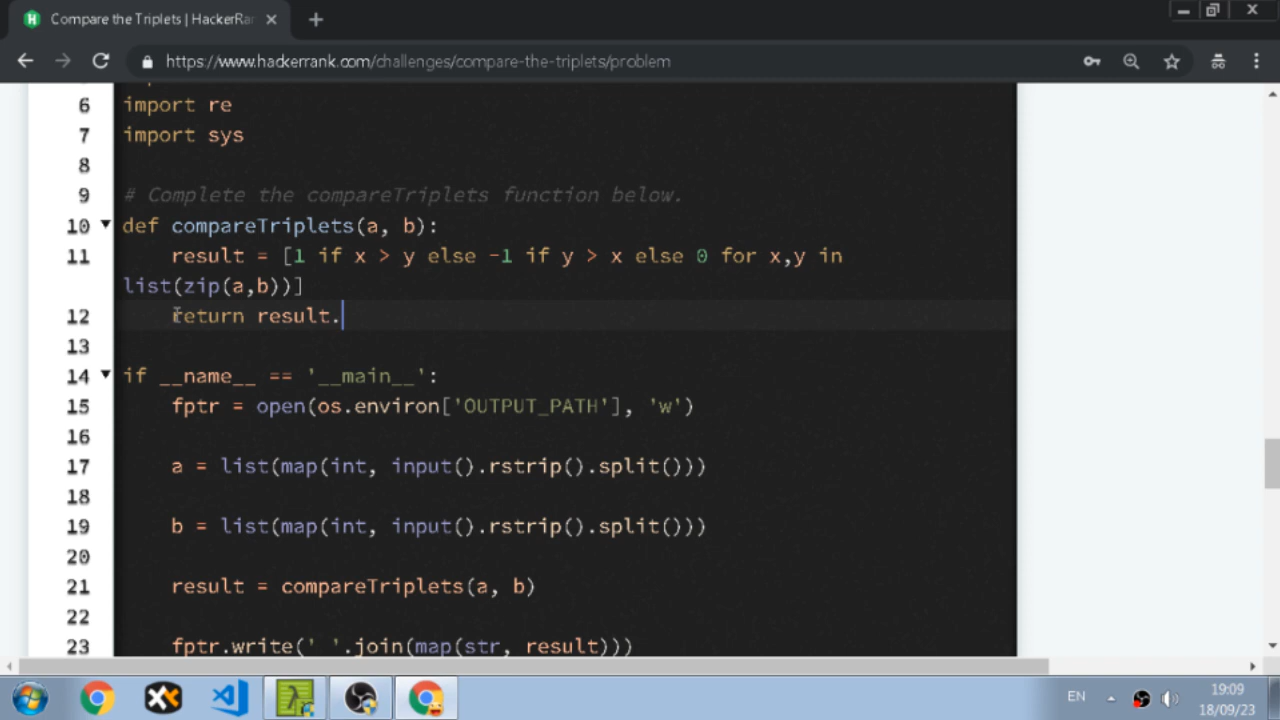 Compare the Triplets | HackerRar
https://www.hackerrank.com/challenges/compare-the-triplets/problem
6 import re
7 import sys
8
9 # Complete the compareTriplets function below.
10 def compareTriplets(a, b):
11 result = [1 if x > y else -1 if y > x else 0 for x,y in
list(zip(a,b))]
12 return result.
13
14 if __name__ == '__main__':
15 fptr = open(os.environ['OUTPUT_PATH'], 'w')
16
17 a = list(map(int, input().rstrip().split()))
18
19 b = list(map(int, input().rstrip().split()))
20
21 result = compareTriplets(a, b)
22
23 fptr.write(' '.join(map(str, result)))
EN
19:09
18/09/23